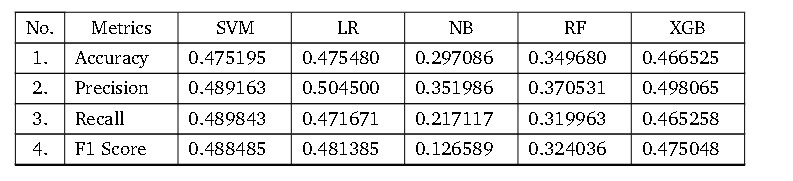 No. Metrics SVM LR NB RF XGB
1. Accuracy 0.475195 0.475480 0.297086 0.349680 0.466525
2. Precision 0.489163 0.504500 0.351986 0.370531 0.498065
3. Recall 0.489843 0.471671 0.217117 0.319963 0.465258
4. F1 Score 0.488485 0.481385 0.126589 0.324036 0.475048